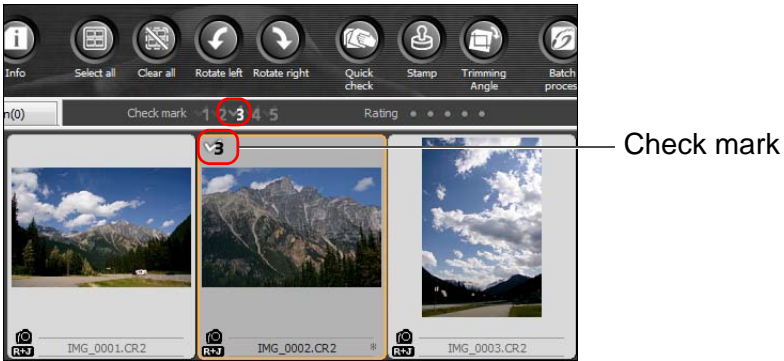 Info Select all Clear all Rotate left Rotate right Quick check Stamp Trimming Angle Batch proces
n(0) Check mark 1 2 3 4 5 Rating
3
Check mark
R+J IMG_0001.CR2 R+J IMG_0002.CR2 * R+J IMG_0003.CR2